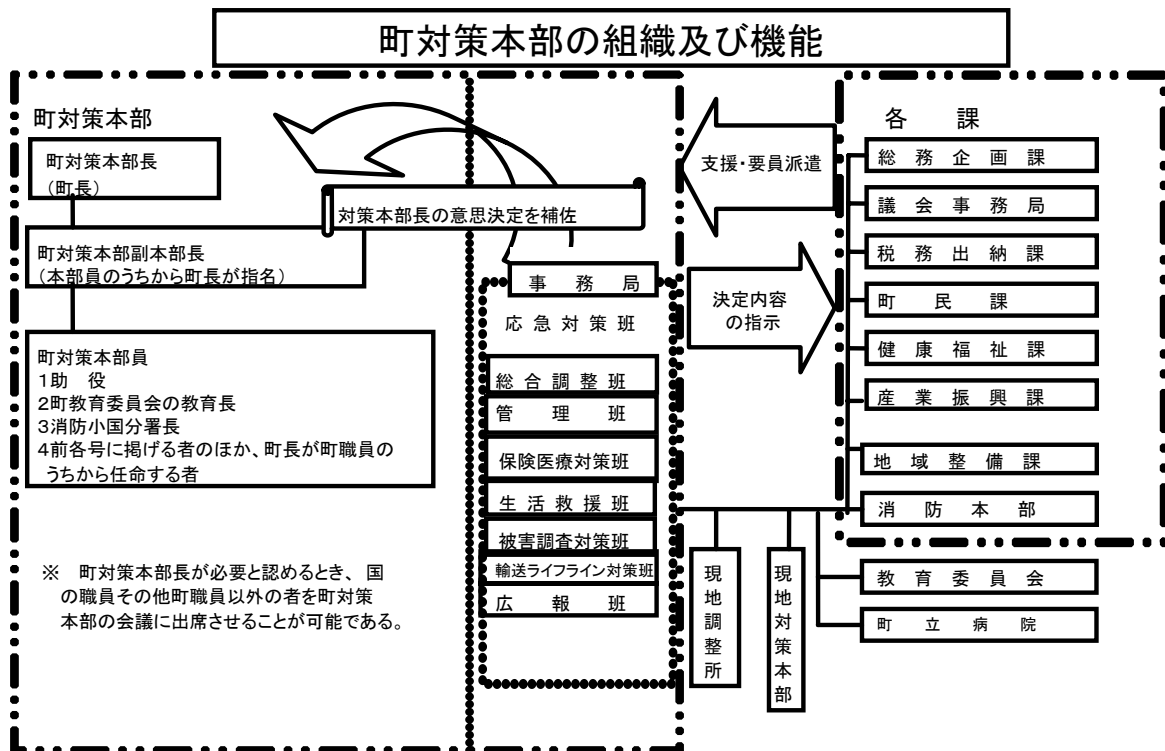 町対策本部の組織及び機能
町対策本部
町対策本部長
(町長)
対策本部長の意思決定を補佐
町対策本部副本部長
(本部員のうちから町長が指名)
町対策本部員
1助　役
2町教育委員会の教育長
3消防小国分署長
4前各号に掲げる者のほか、町長が町職員の
うちから任命する者
※　町対策本部長が必要と認めるとき、国
の職員その他町職員以外の者を町対策
本部の会議に出席させることが可能である。
事　務　局
応急対策班
総合調整班
管　理　班
保険医療対策班
生活救援班
被害調査対策班
輸送ライフライン対策班
広　報　班
支援・要員派遣
決定内容
の指示
現地調整所
現地対策本部
各　課
総務企画課
議会事務局
税務出納課
町　民　課
健康福祉課
産業振興課
地域整備課
消防本部
教育委員会
町立病院